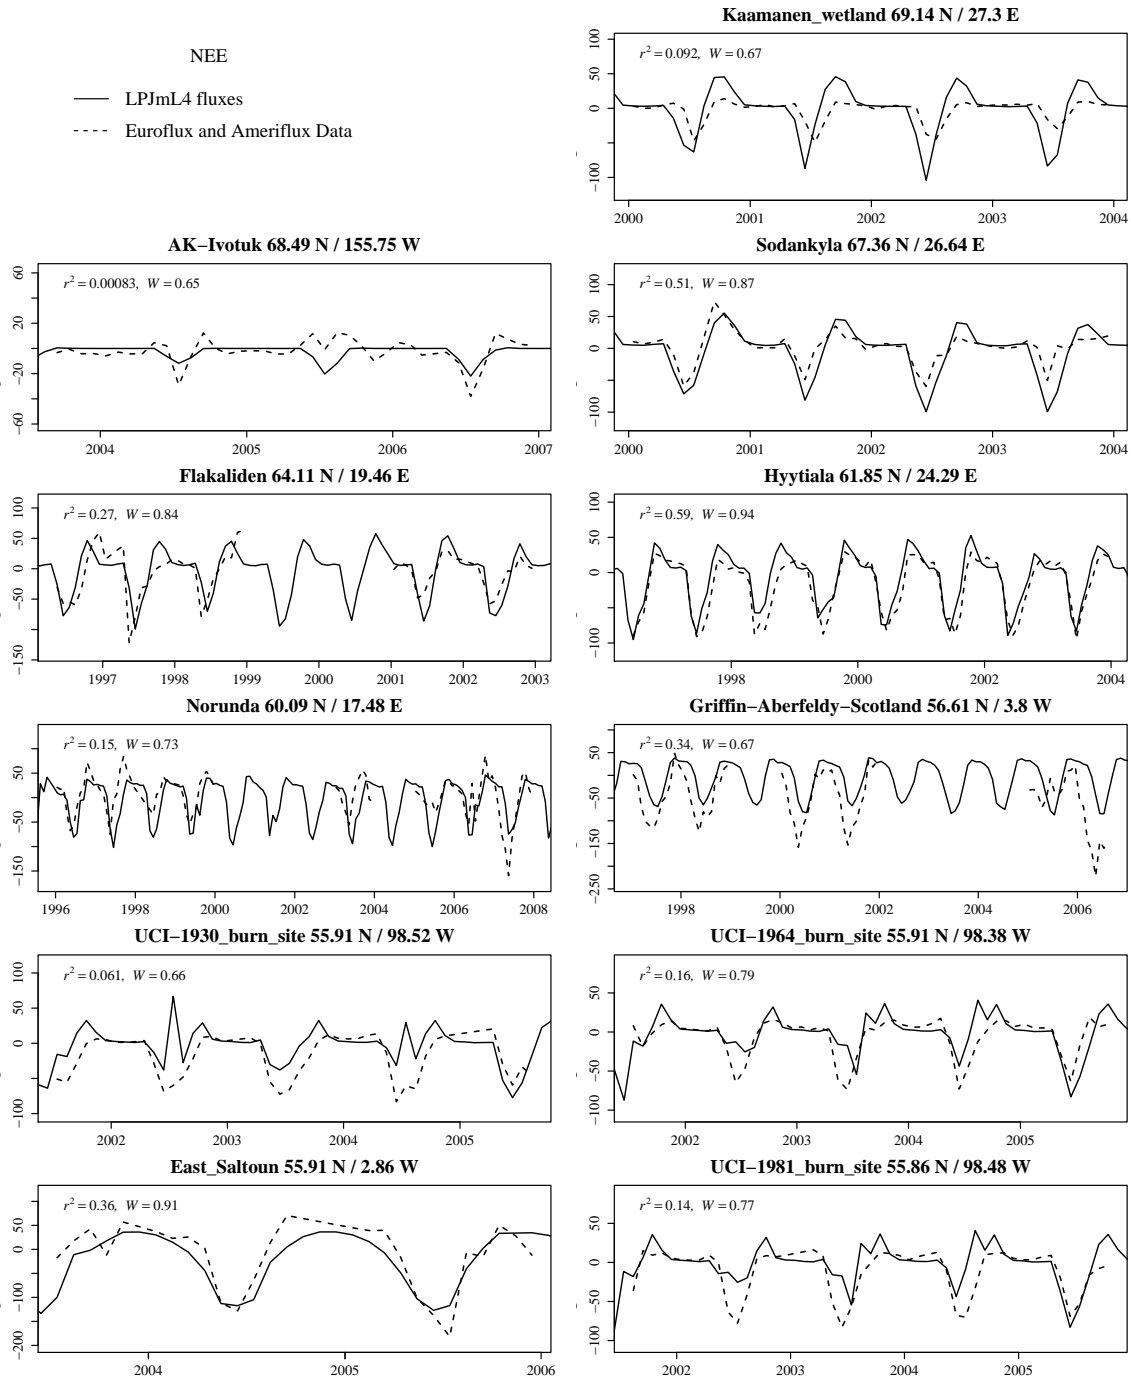 NEE
LPJmL4 fluxes
Euroflux and Ameriflux Data
Kaamanen_wetland 69.14 N / 27.3 E
r² = 0.092, W = 0.67
100
50
0
−100
2000 2001 2002 2003 2004
AK−Ivotuk 68.49 N / 155.75 W
r² = 0.00083, W = 0.65
60
20
−20
−60
2004 2005 2006 2007
Sodankyla 67.36 N / 26.64 E
r² = 0.51, W = 0.87
100
50
0
−100
2000 2001 2002 2003 2004
Flakaliden 64.11 N / 19.46 E
r² = 0.27, W = 0.84
100
50
0
−50
−150
1997 1998 1999 2000 2001 2002 2003
Hyytiala 61.85 N / 24.29 E
r² = 0.59, W = 0.94
100
50
0
−100
1998 2000 2002 2004
Norunda 60.09 N / 17.48 E
r² = 0.15, W = 0.73
50
−50
−150
1996 1998 2000 2002 2004 2006 2008
Griffin−Aberfeldy−Scotland 56.61 N / 3.8 W
r² = 0.34, W = 0.67
50
−50
−150
−250
1998 2000 2002 2004 2006
UCI−1930_burn_site 55.91 N / 98.52 W
r² = 0.061, W = 0.66
100
50
0
−100
2002 2003 2004 2005
UCI−1964_burn_site 55.91 N / 98.38 W
r² = 0.16, W = 0.79
50
0
−50
−100
2002 2003 2004 2005
East_Saltoun 55.91 N / 2.86 W
r² = 0.36, W = 0.91
50
0
−100
−200
2004 2005 2006
UCI−1981_burn_site 55.86 N / 98.48 W
r² = 0.14, W = 0.77
50
0
−50
−100
2002 2003 2004 2005